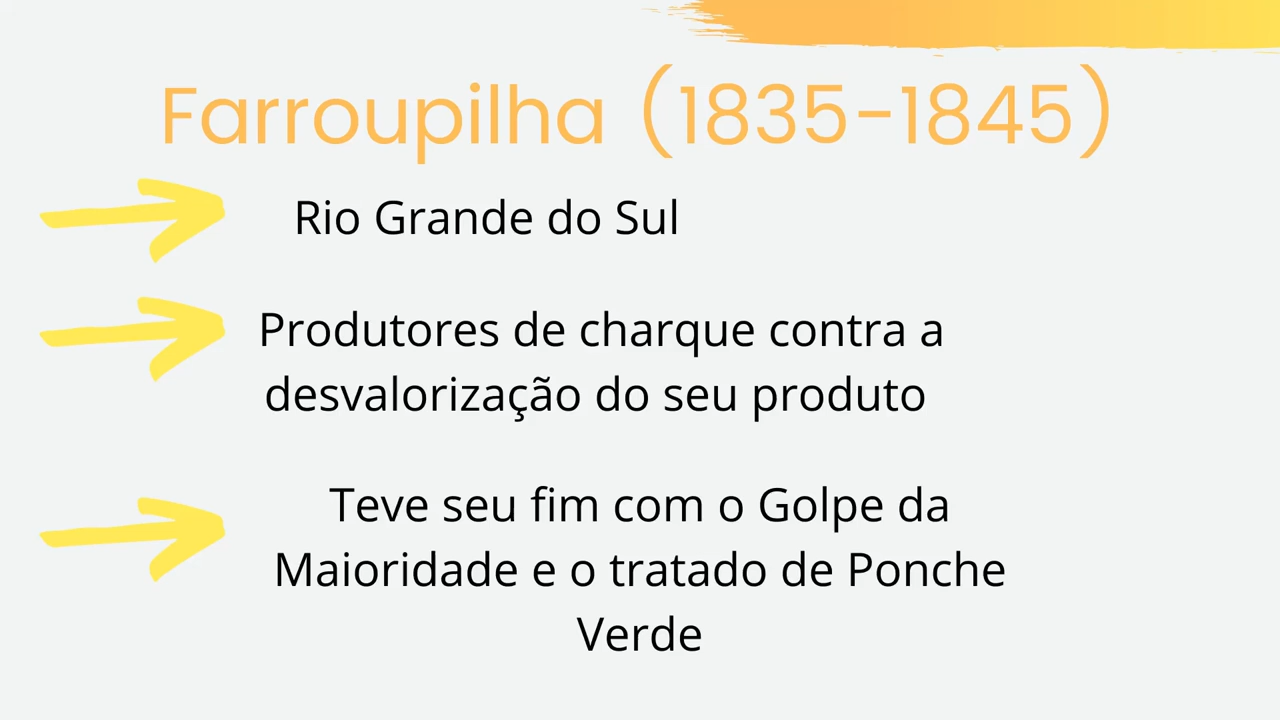 Farroupilha (1835-1845)
Rio Grande do Sul
Produtores de charque contra a
desvalorização do seu produto
Teve seu fim com o Golpe da
Maioridade e o tratado de Ponche
Verde